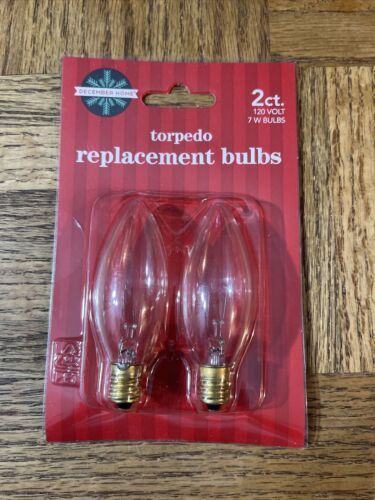 DECEMBER HOME
2ct.
120 VOLT
7 W BULBS
torpedo
replacement bulbs